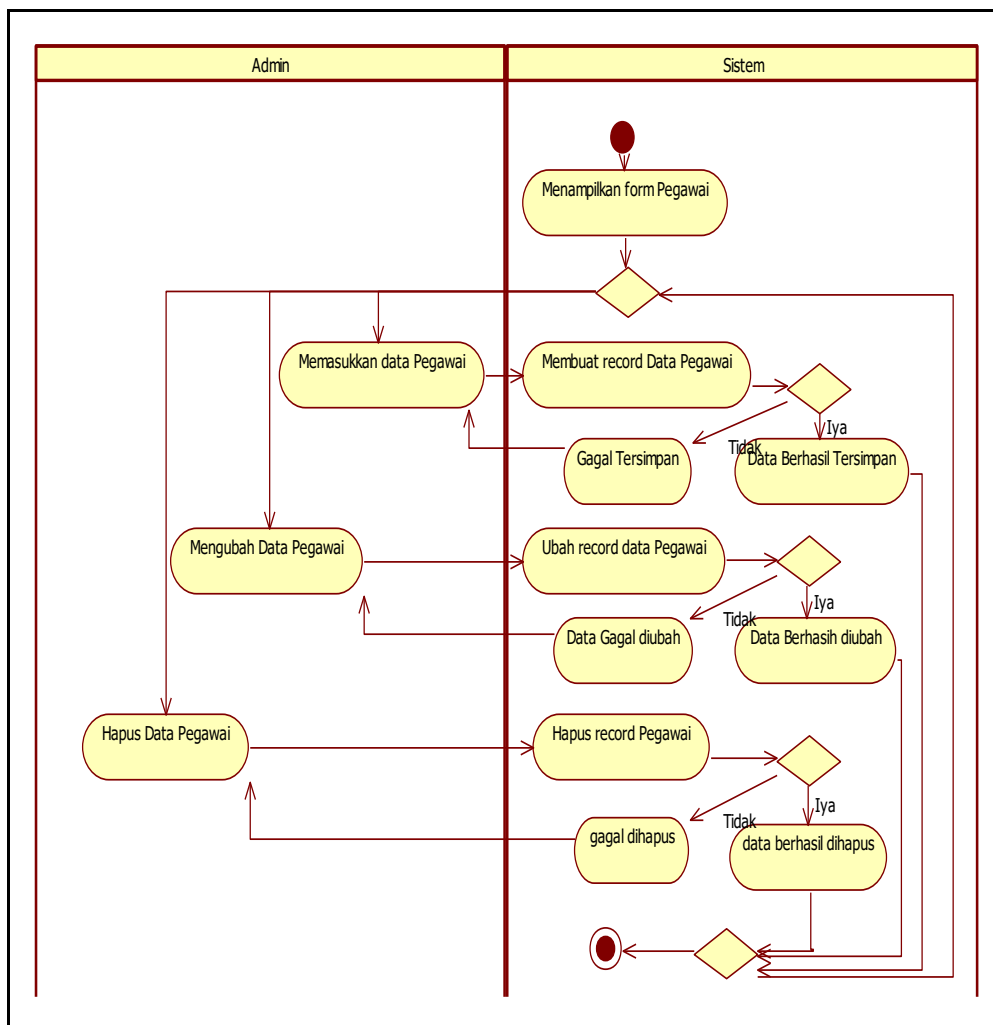 Admin
Sistem
Menampilkan form Pegawai
Memasukkan data Pegawai
Membuat record Data Pegawai
Iya
Tidak
Gagal Tersimpan
Data Berhasil Tersimpan
Mengubah Data Pegawai
Ubah record data Pegawai
Iya
Tidak
Data Gagal diubah
Data Berhasih diubah
Hapus Data Pegawai
Hapus record Pegawai
Iya
Tidak
gagal dihapus
data berhasil dihapus